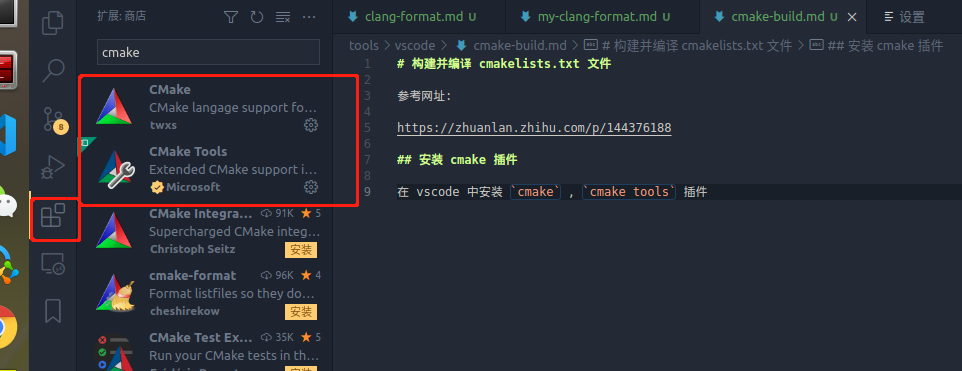 扩展: 商店
cmake
CMake
CMake langage support fo...
twxs
CMake Tools
Extended CMake support i...
Microsoft
CMake Integra... 91K 5
Supercharged CMake integ...
Christoph Seitz 安装
cmake-format 96K 4
Format listfiles so they do...
cheshirekow 安装
CMake Test Ex... 35K 5
Run your CMake tests in th...
安装
8
clang-format.md U
my-clang-format.md U
cmake-build.md U
设置
tools > vscode > cmake-build.md > # 构建并编译 cmakelists.txt 文件 > ## 安装 cmake 插件
1 # 构建并编译 cmakelists.txt 文件
2
3 参考网址:
4
5 https://zhuanlan.zhihu.com/p/144376188
6
7 ## 安装 cmake 插件
8
9 在 vscode 中安装 `cmake` , `cmake tools` 插件